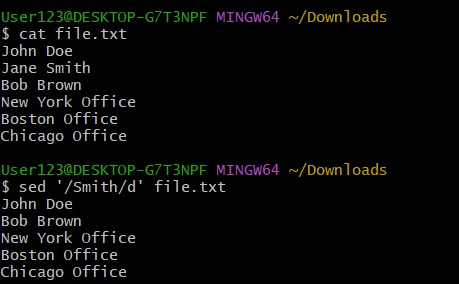 User123@DESKTOP-G7T3NPF MINGW64 ~/Downloads
$ cat file.txt
John Doe
Jane Smith
Bob Brown
New York Office
Boston Office
Chicago Office

User123@DESKTOP-G7T3NPF MINGW64 ~/Downloads
$ sed '/Smith/d' file.txt
John Doe
Bob Brown
New York Office
Boston Office
Chicago Office